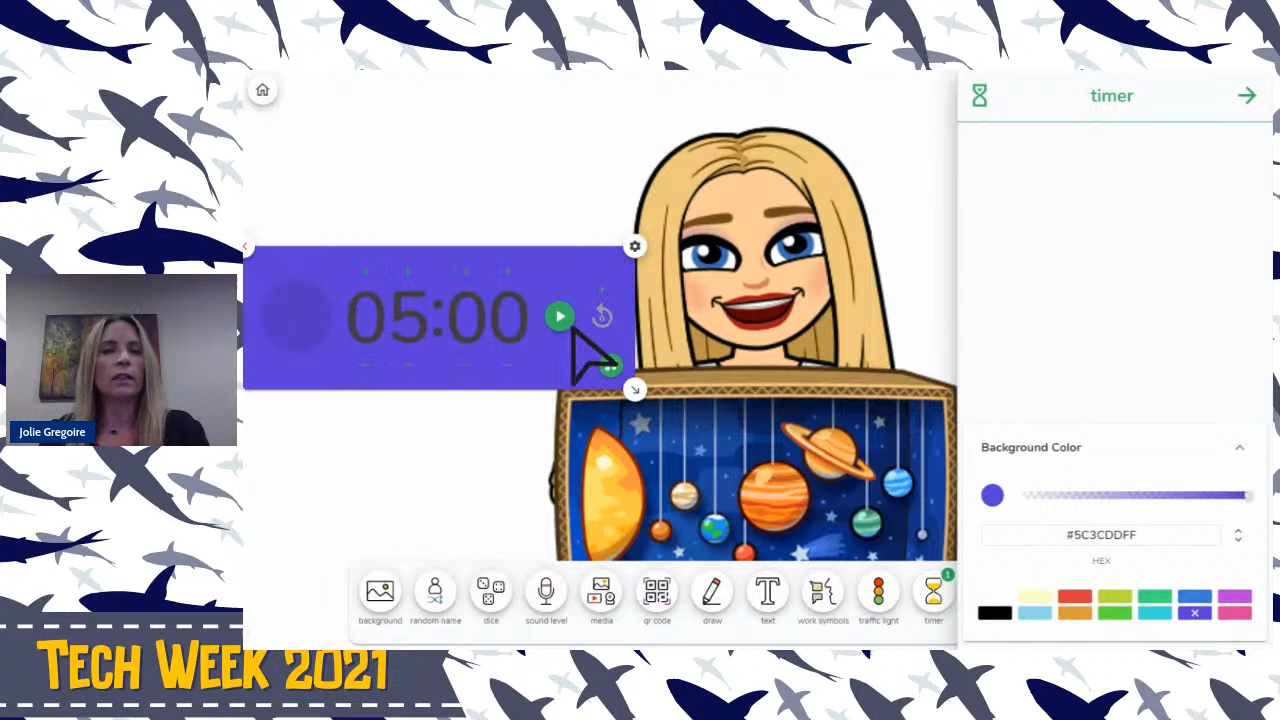 timer
05:00
Jolie Gregoire
Background Color
#5C3CDDFF
HEX
background
random name
dice
sound level
media
qr code
draw
text
work symbols
traffic light
timer
1
TECH WEEK 2021